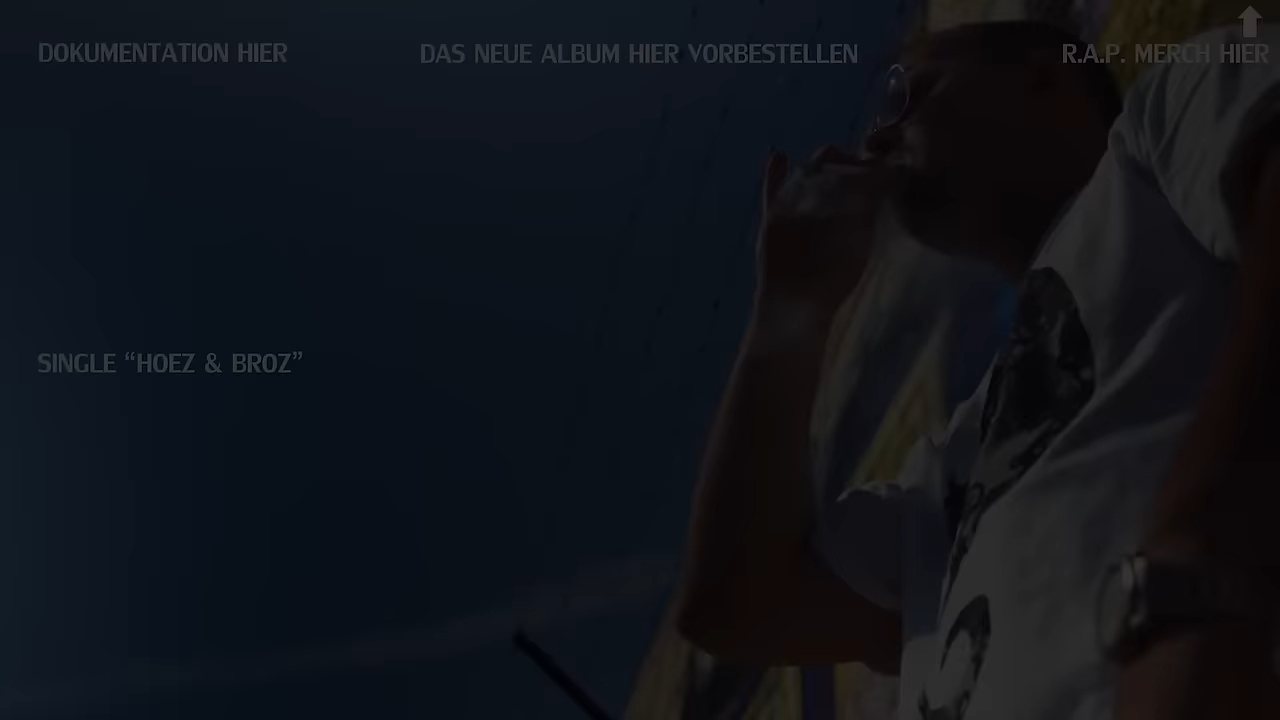 DOKUMENTATION HIER
DAS NEUE ALBUM HIER VORBESTELLEN
R.A.P. MERCH HIER
SINGLE “HOEZ & BROZ”